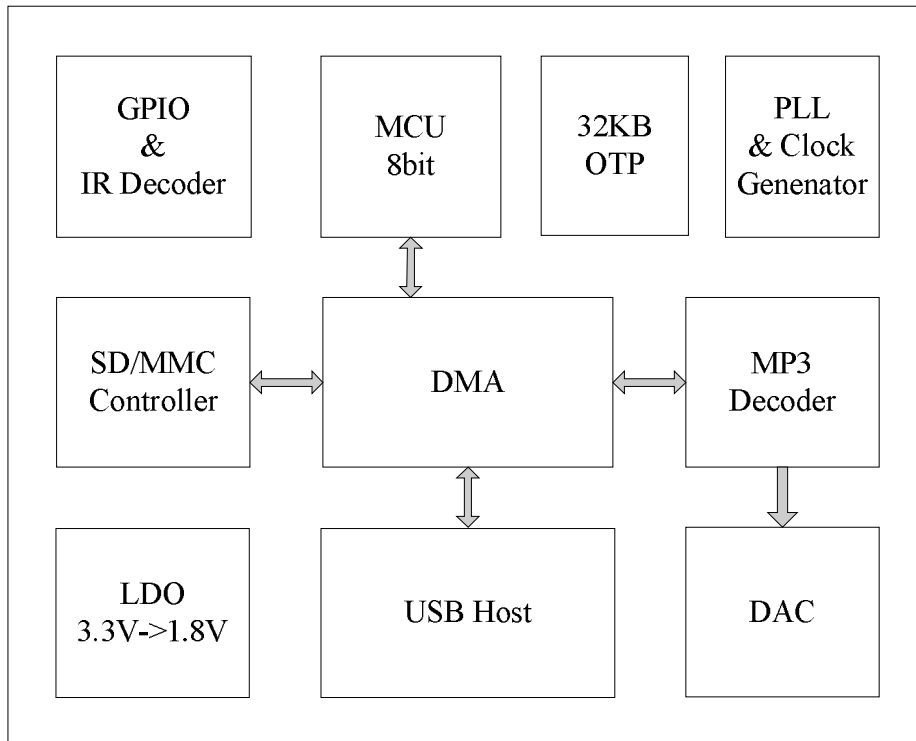 GPIO
&
IR Decoder
MCU
8bit
32KB
OTP
PLL
& Clock
Genenator
SD/MMC
Controller
DMA
MP3
Decoder
LDO
3.3V->1.8V
USB Host
DAC